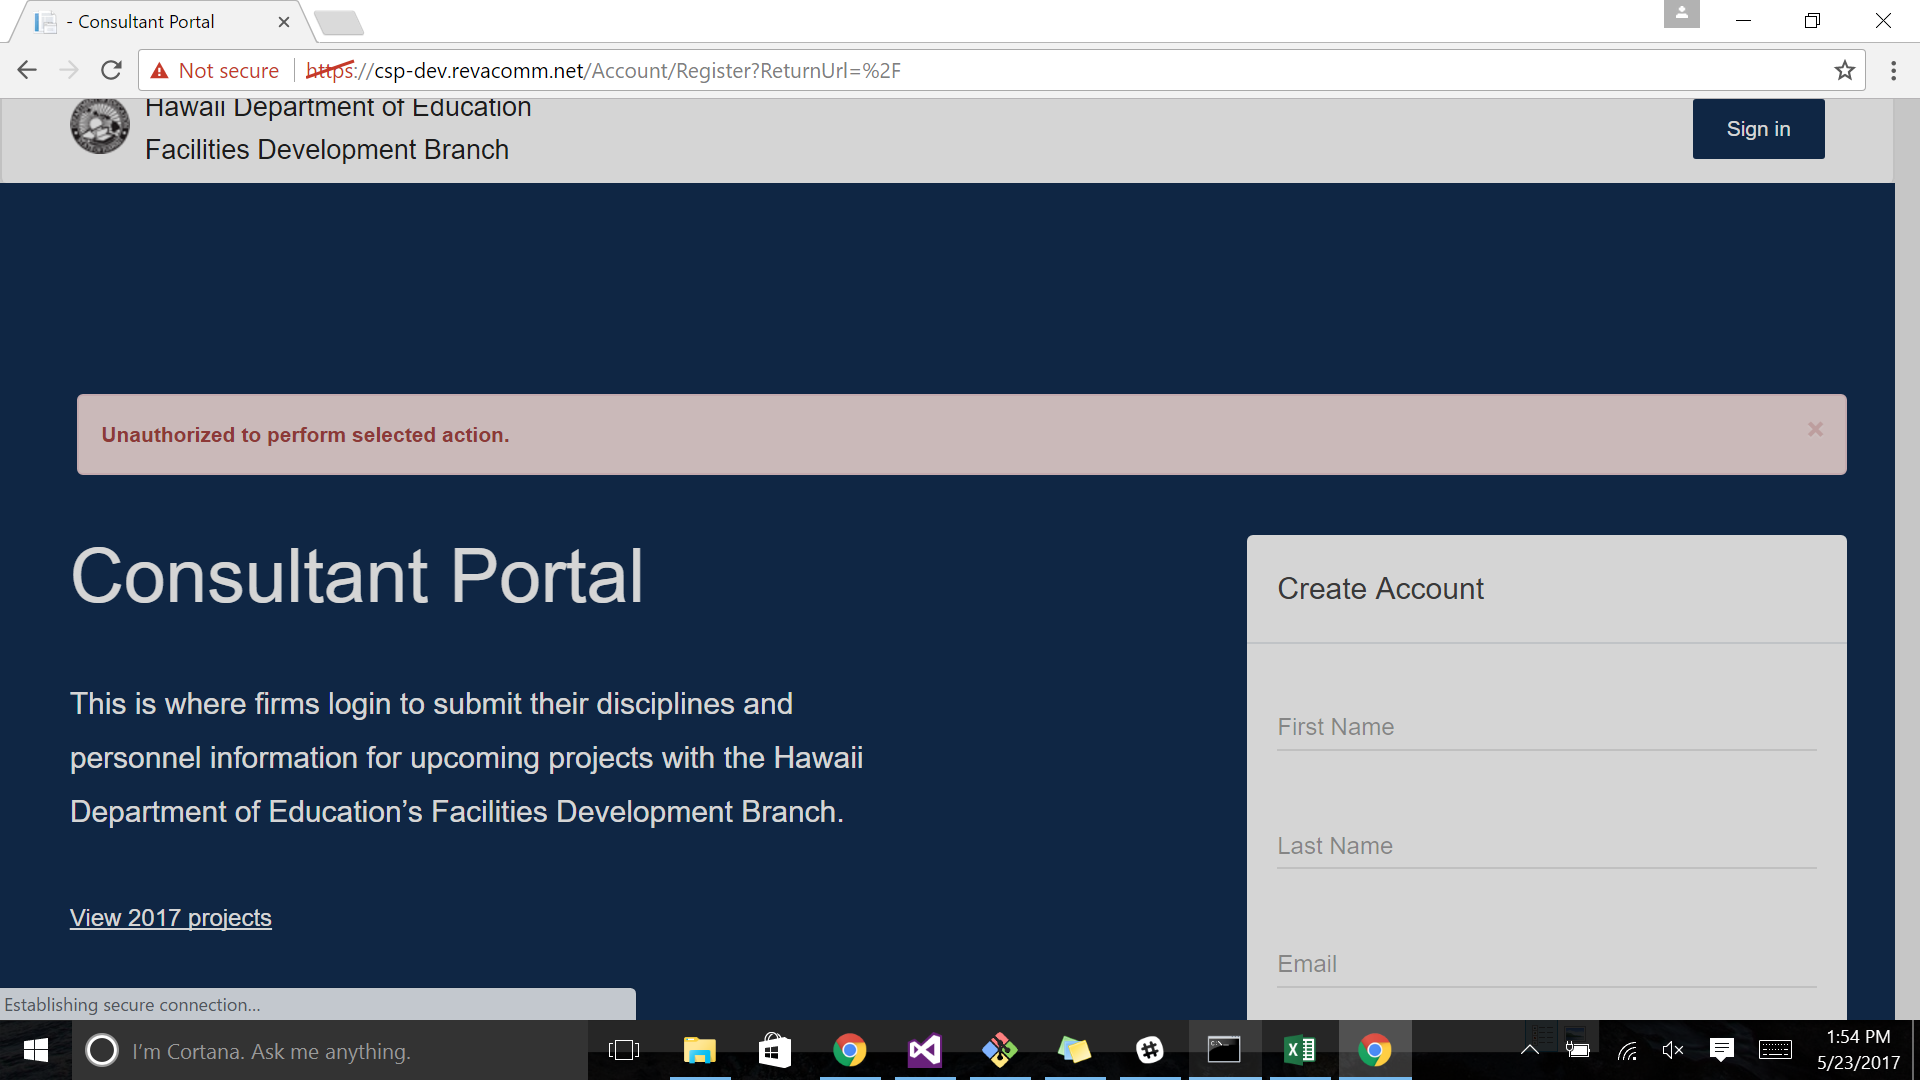 - Consultant Portal
Not secure
https://csp-dev.revacomm.net/Account/Register?ReturnUrl=%2F
Hawaii Department of Education
Facilities Development Branch
Sign in
Unauthorized to perform selected action.
×
Consultant Portal
This is where firms login to submit their disciplines and
personnel information for upcoming projects with the Hawaii
Department of Education’s Facilities Development Branch.
View 2017 projects
Create Account
First Name
Last Name
Email
Establishing secure connection...
I'm Cortana. Ask me anything.
1:54 PM
5/23/2017